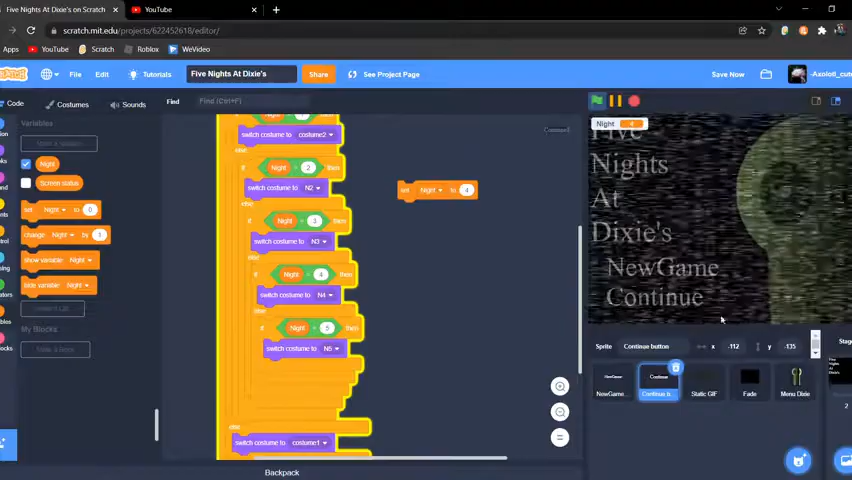 Five Nights At Dixie's on Scratch
YouTube
scratch.mit.edu/projects/622452618/editor/
Apps YouTube Scratch Roblox WeVideo
File Edit Tutorials Five Nights At Dixie's Share See Project Page Save Now
Code Costumes Sounds Find Find (Ctrl+F)
Variables
Night
Screen status
set Night to 0
change Night by 1
show variable Night
hide variable Night
My Blocks
switch costume to costume2
else
if Night = 2 then
switch costume to N2
else
if Night = 3 then
switch costume to N3
else
if Night = 4 then
switch costume to N4
else
if Night = 5 then
switch costume to N5
else
switch costume to costume1
set Night to 4
Night 4
Five
Nights
At
Dixie's
NewGame
Continue
Sprite Continue button x -112 y -135
NewGame...
Static GIF
Fade
Menu Dixie
2
Backpack